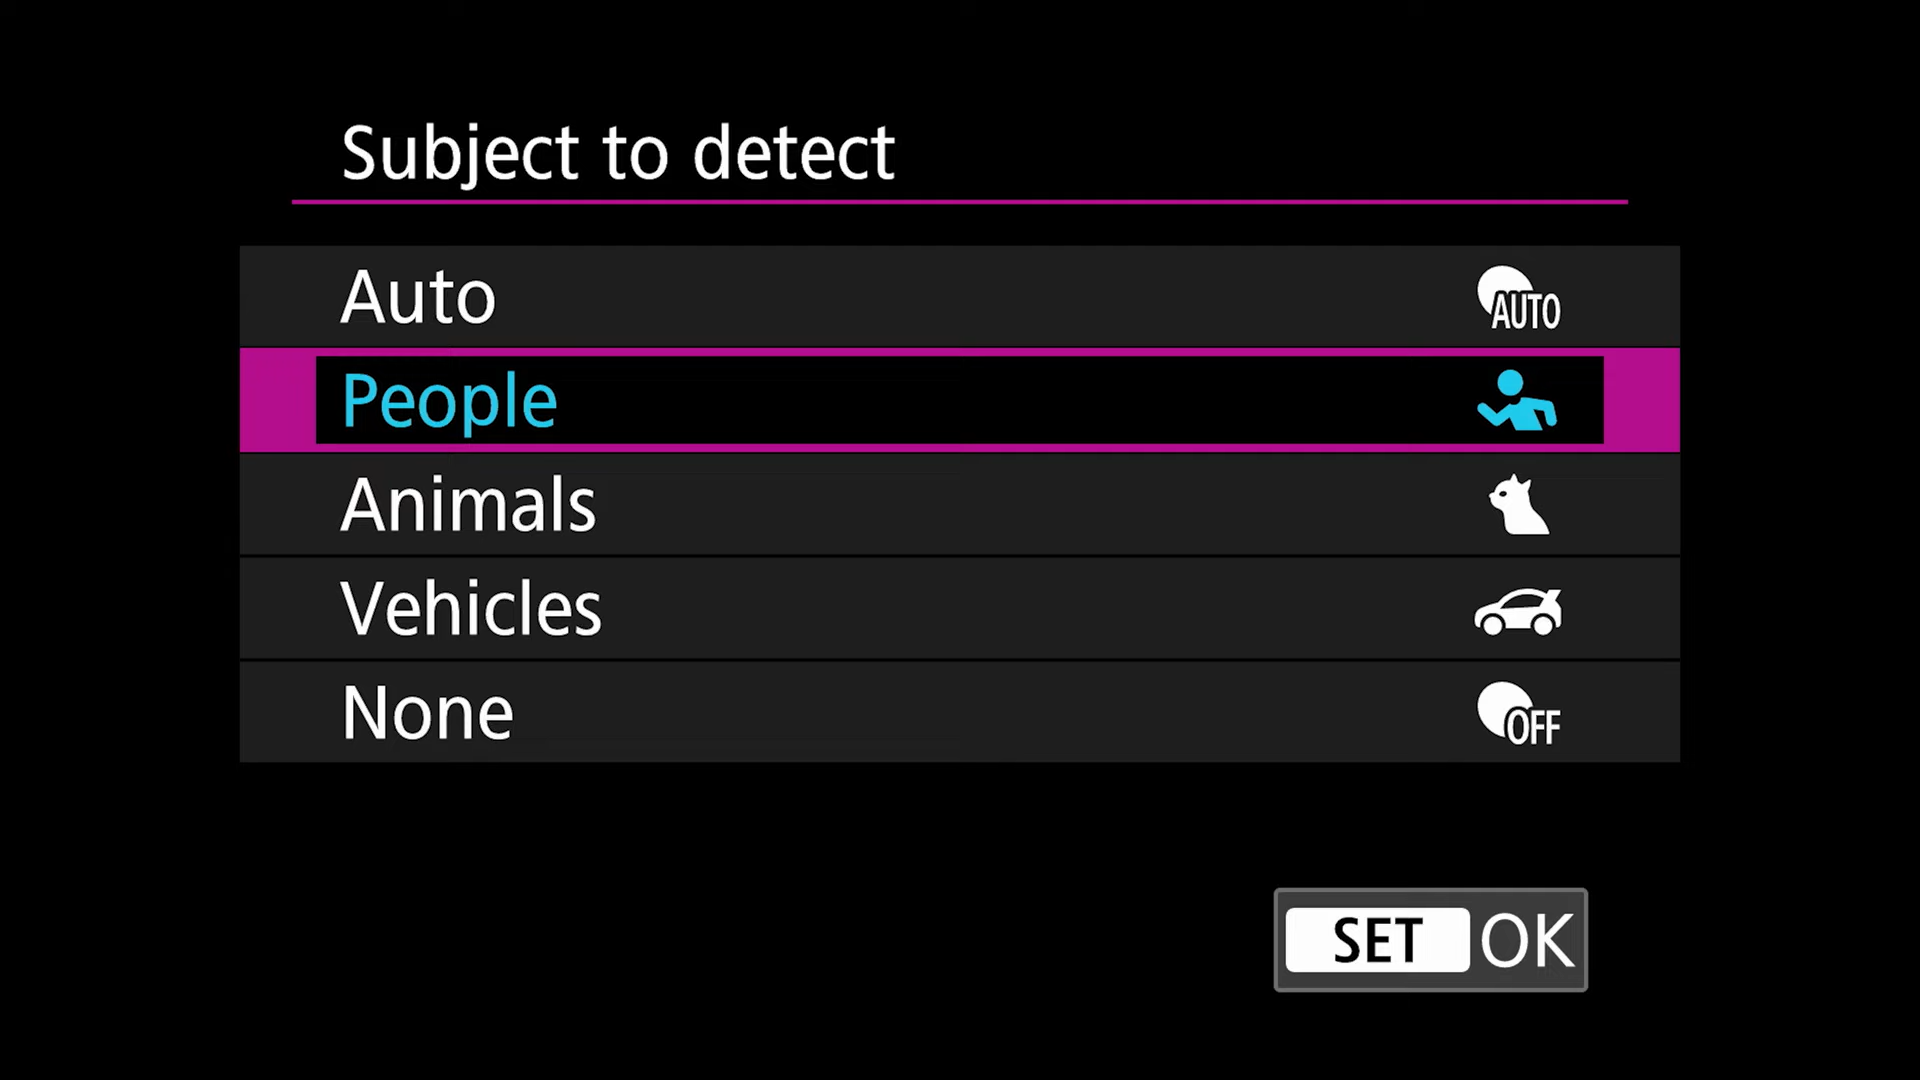 Subject to detect
Auto AUTO
People
Animals
Vehicles
None OFF
SET OK